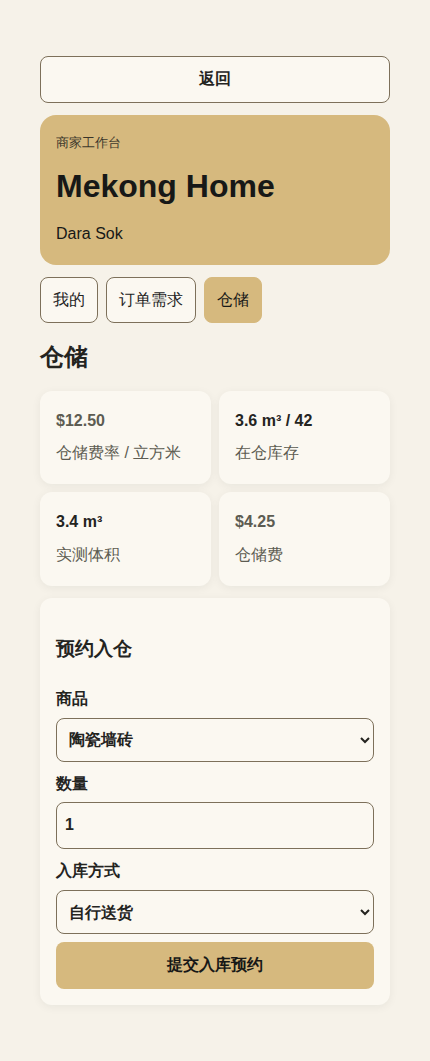 返回
商家工作台
Mekong Home
Dara Sok
我的
订单需求
仓储
仓储
$12.50
仓储费率 / 立方米
3.6 m³ / 42
在仓库存
3.4 m³
实测体积
$4.25
仓储费
预约入仓
商品
陶瓷墙砖
数量
1
入库方式
自行送货
提交入库预约